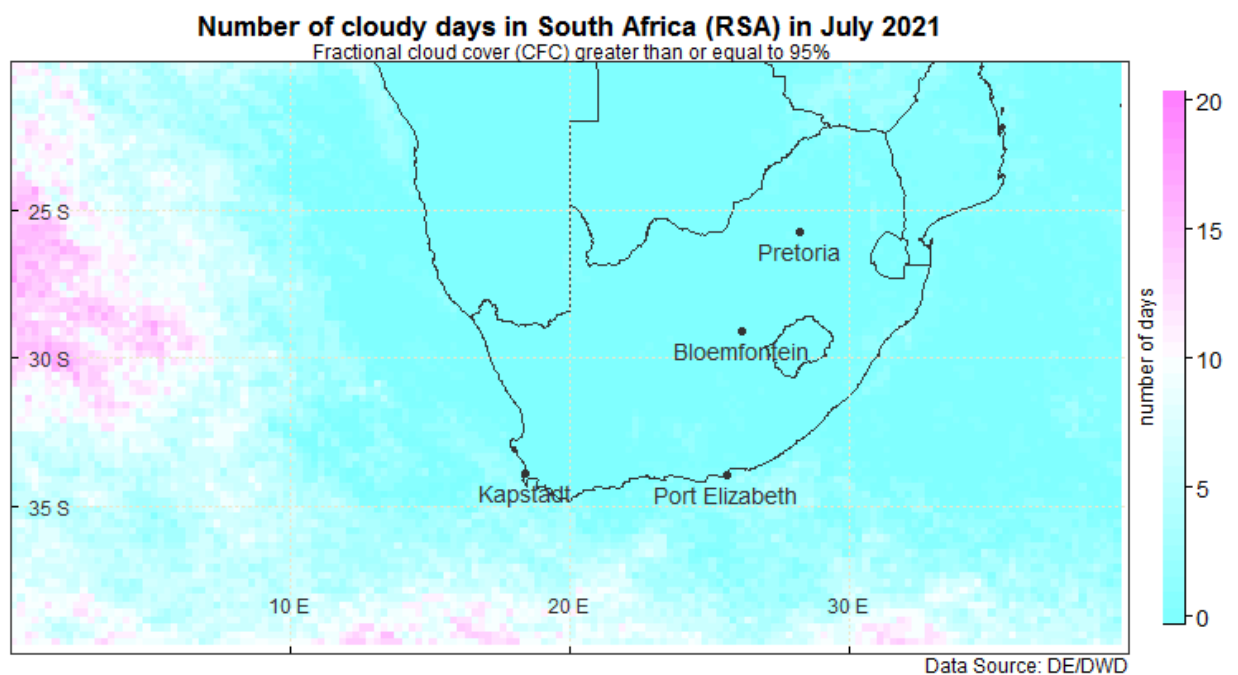 Number of cloudy days in South Africa (RSA) in July 2021
Fractional cloud cover (CFC) greater than or equal to 95%
20
25 S
15
Pretoria
number of days
Bloemfontein
30 S
10
Kapstadt
Port Elizabeth
5
35 S
10 E
20 E
30 E
0
Data Source: DE/DWD